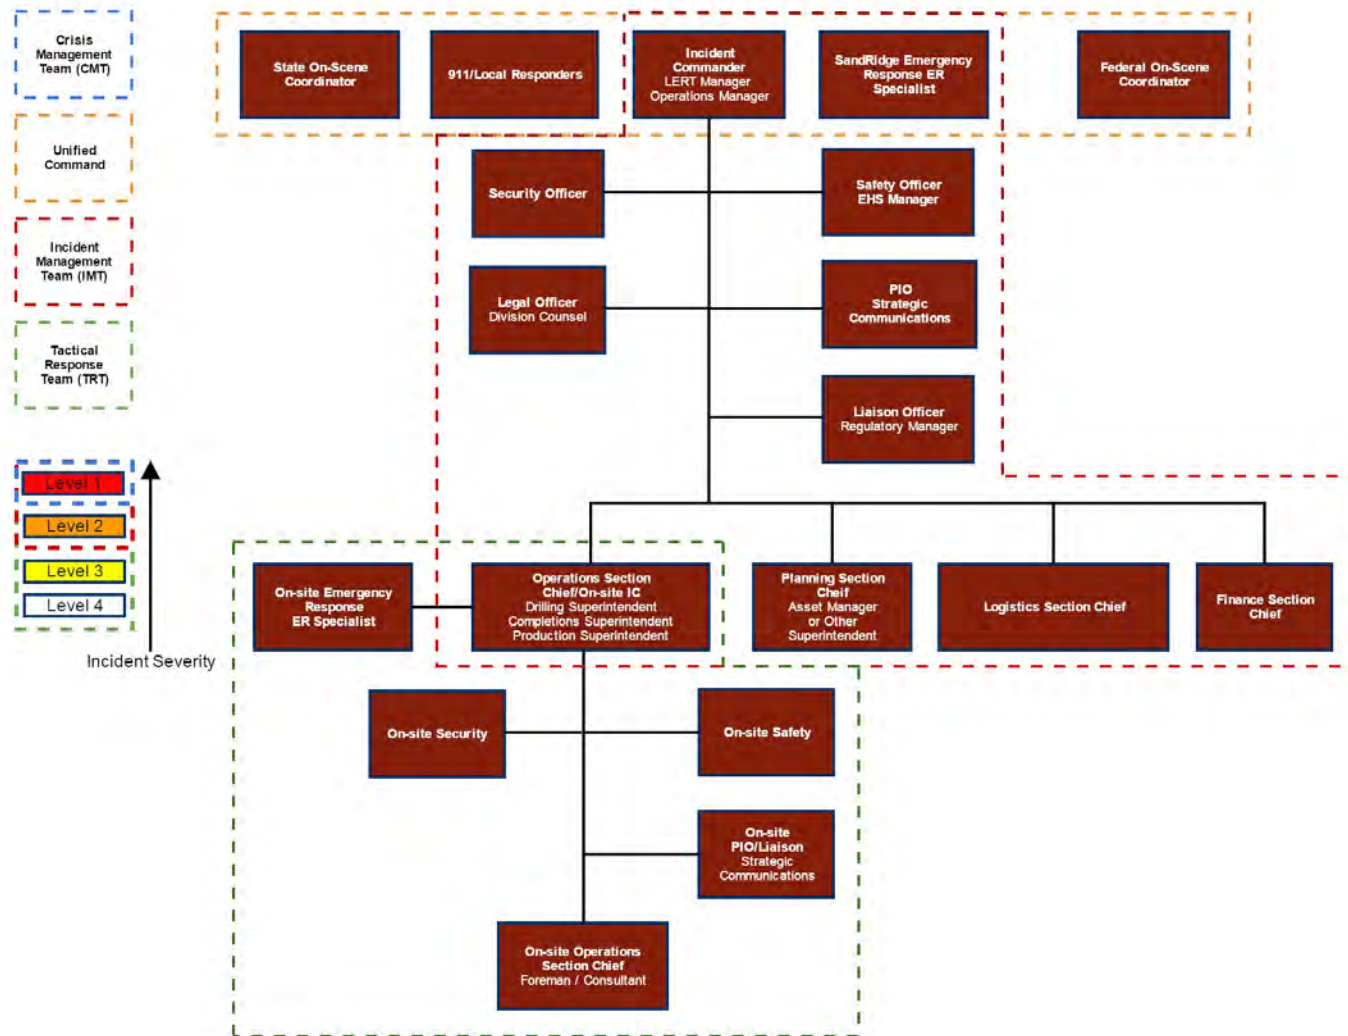 Crisis
Management
Team (CMT)
Unified
Command
Incident
Management
Team (IMT)
Tactical
Response
Team (TRT)
Level 1
Level 2
Level 3
Level 4
Incident Severity
State On-Scene
Coordinator
911/Local Responders
Incident
Commander
LERT Manager
Operations Manager
SandRidge Emergency
Response ER
Specialist
Federal On-Scene
Coordinator
Security Officer
Safety Officer
EHS Manager
Legal Officer
Division Counsel
PIO
Strategic
Communications
Liaison Officer
Regulatory Manager
On-site Emergency
Response
ER Specialist
Operations Section
Chief/On-site IC
Drilling Superintendent
Completions Superintendent
Production Superintendent
Planning Section
Cheif
Asset Manager
or Other
Superintendent
Logistics Section Chief
Finance Section
Chief
On-site Security
On-site Safety
On-site
PIO/Liaison
Strategic
Communications
On-site Operations
Section Chief
Foreman / Consultant